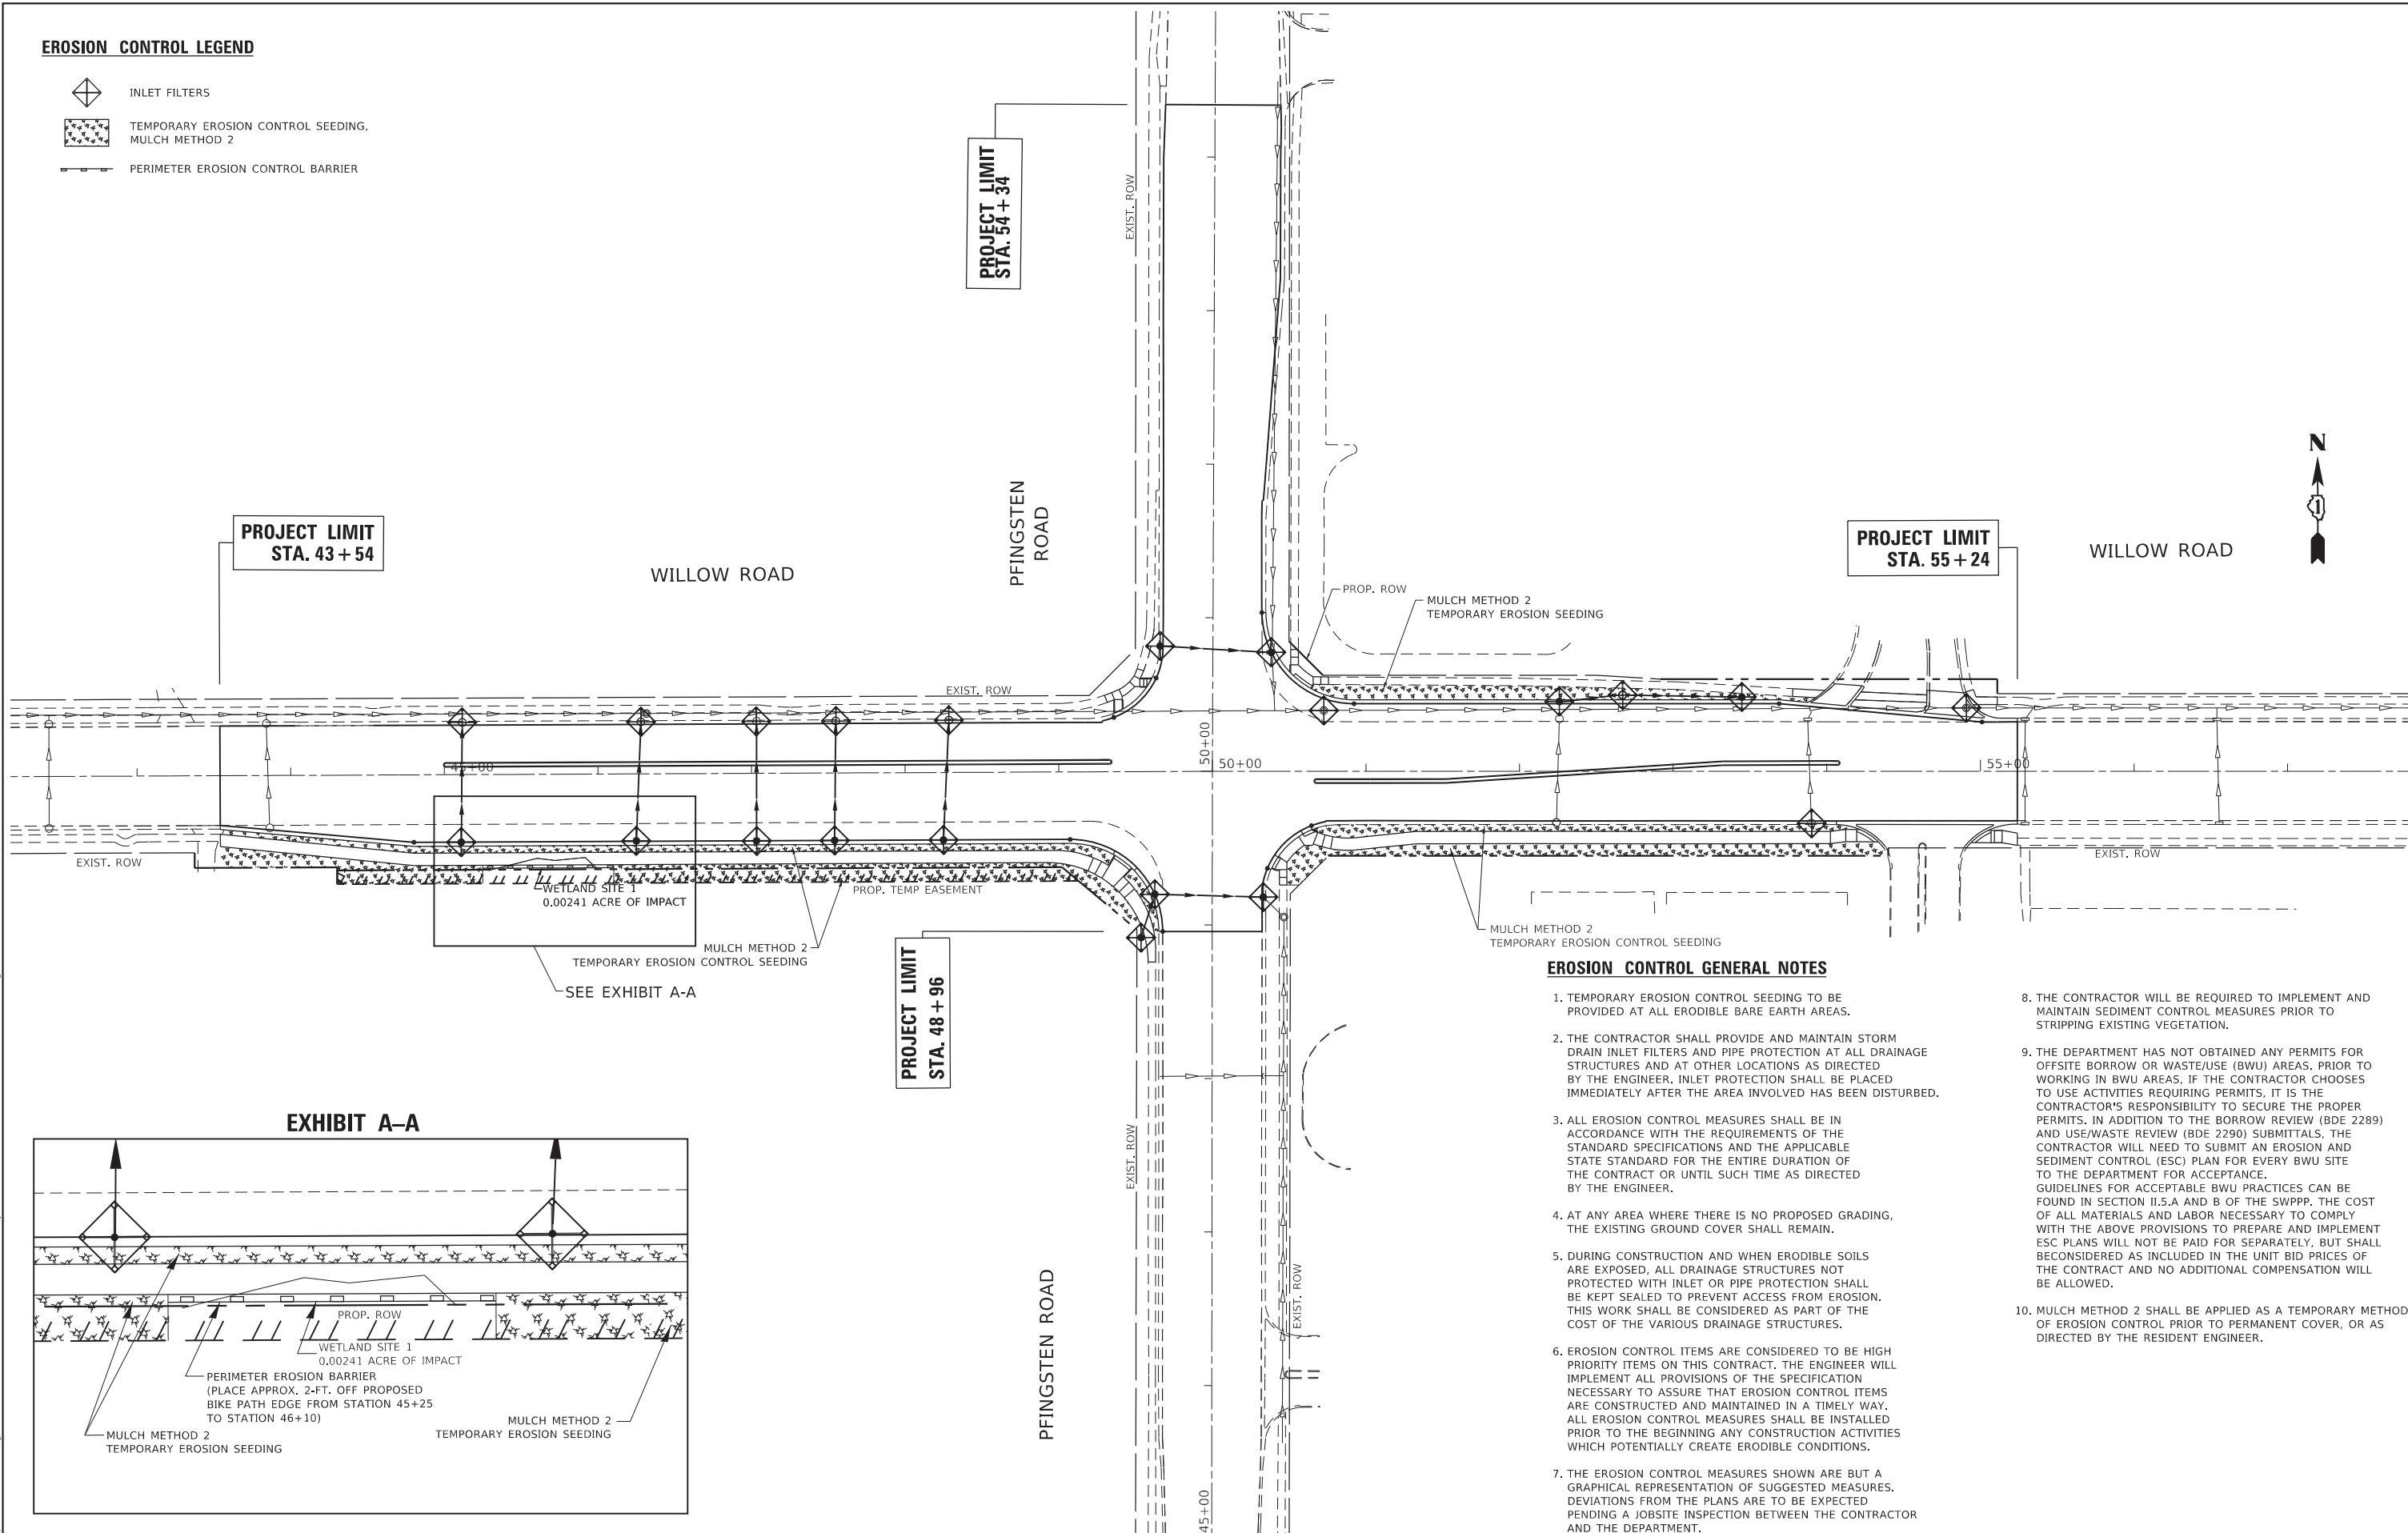 EROSION CONTROL LEGEND
INLET FILTERS
TEMPORARY EROSION CONTROL SEEDING,
MULCH METHOD 2
PERIMETER EROSION CONTROL BARRIER
PROJECT LIMIT
STA. 54+34
EXIST. ROW
PROJECT LIMIT
STA. 43+54
WILLOW ROAD
PFINGSTEN
ROAD
PROJECT LIMIT
STA. 55+24
WILLOW ROAD
N
1
PROP. ROW
MULCH METHOD 2
TEMPORARY EROSION SEEDING
EXIST. ROW
45+00
50+00
50+00
55+00
EXIST. ROW
WETLAND SITE 1
0.00241 ACRE OF IMPACT
PROP. TEMP EASEMENT
EXIST. ROW
MULCH METHOD 2
TEMPORARY EROSION CONTROL SEEDING
SEE EXHIBIT A-A
PROJECT LIMIT
STA. 48+96
MULCH METHOD 2
TEMPORARY EROSION CONTROL SEEDING
EXIST. ROW
EXIST. ROW
PFINGSTEN ROAD
45+00
EXHIBIT A–A
PROP. ROW
WETLAND SITE 1
0.00241 ACRE OF IMPACT
PERIMETER EROSION BARRIER
(PLACE APPROX. 2-FT. OFF PROPOSED
BIKE PATH EDGE FROM STATION 45+25
TO STATION 46+10)
MULCH METHOD 2
TEMPORARY EROSION SEEDING
MULCH METHOD 2
TEMPORARY EROSION SEEDING
EROSION CONTROL GENERAL NOTES
1. TEMPORARY EROSION CONTROL SEEDING TO BE
PROVIDED AT ALL ERODIBLE BARE EARTH AREAS.
2. THE CONTRACTOR SHALL PROVIDE AND MAINTAIN STORM
DRAIN INLET FILTERS AND PIPE PROTECTION AT ALL DRAINAGE
STRUCTURES AND AT OTHER LOCATIONS AS DIRECTED
BY THE ENGINEER. INLET PROTECTION SHALL BE PLACED
IMMEDIATELY AFTER THE AREA INVOLVED HAS BEEN DISTURBED.
3. ALL EROSION CONTROL MEASURES SHALL BE IN
ACCORDANCE WITH THE REQUIREMENTS OF THE
STANDARD SPECIFICATIONS AND THE APPLICABLE
STATE STANDARD FOR THE ENTIRE DURATION OF
THE CONTRACT OR UNTIL SUCH TIME AS DIRECTED
BY THE ENGINEER.
4. AT ANY AREA WHERE THERE IS NO PROPOSED GRADING,
THE EXISTING GROUND COVER SHALL REMAIN.
5. DURING CONSTRUCTION AND WHEN ERODIBLE SOILS
ARE EXPOSED, ALL DRAINAGE STRUCTURES NOT
PROTECTED WITH INLET OR PIPE PROTECTION SHALL
BE KEPT SEALED TO PREVENT ACCESS FROM EROSION.
THIS WORK SHALL BE CONSIDERED AS PART OF THE
COST OF THE VARIOUS DRAINAGE STRUCTURES.
6. EROSION CONTROL ITEMS ARE CONSIDERED TO BE HIGH
PRIORITY ITEMS ON THIS CONTRACT. THE ENGINEER WILL
IMPLEMENT ALL PROVISIONS OF THE SPECIFICATION
NECESSARY TO ASSURE THAT EROSION CONTROL ITEMS
ARE CONSTRUCTED AND MAINTAINED IN A TIMELY WAY.
ALL EROSION CONTROL MEASURES SHALL BE INSTALLED
PRIOR TO THE BEGINNING ANY CONSTRUCTION ACTIVITIES
WHICH POTENTIALLY CREATE ERODIBLE CONDITIONS.
7. THE EROSION CONTROL MEASURES SHOWN ARE BUT A
GRAPHICAL REPRESENTATION OF SUGGESTED MEASURES.
DEVIATIONS FROM THE PLANS ARE TO BE EXPECTED
PENDING A JOBSITE INSPECTION BETWEEN THE CONTRACTOR
AND THE DEPARTMENT.
8. THE CONTRACTOR WILL BE REQUIRED TO IMPLEMENT AND
MAINTAIN SEDIMENT CONTROL MEASURES PRIOR TO
STRIPPING EXISTING VEGETATION.
9. THE DEPARTMENT HAS NOT OBTAINED ANY PERMITS FOR
OFFSITE BORROW OR WASTE/USE (BWU) AREAS. PRIOR TO
WORKING IN BWU AREAS, IF THE CONTRACTOR CHOOSES
TO USE ACTIVITIES REQUIRING PERMITS, IT IS THE
CONTRACTOR'S RESPONSIBILITY TO SECURE THE PROPER
PERMITS. IN ADDITION TO THE BORROW REVIEW (BDE 2289)
AND USE/WASTE REVIEW (BDE 2290) SUBMITTALS, THE
CONTRACTOR WILL NEED TO SUBMIT AN EROSION AND
SEDIMENT CONTROL (ESC) PLAN FOR EVERY BWU SITE
TO THE DEPARTMENT FOR ACCEPTANCE.
GUIDELINES FOR ACCEPTABLE BWU PRACTICES CAN BE
FOUND IN SECTION II.5.A AND B OF THE SWPPP. THE COST
OF ALL MATERIALS AND LABOR NECESSARY TO COMPLY
WITH THE ABOVE PROVISIONS TO PREPARE AND IMPLEMENT
ESC PLANS WILL NOT BE PAID FOR SEPARATELY, BUT SHALL
BECONSIDERED AS INCLUDED IN THE UNIT BID PRICES OF
THE CONTRACT AND NO ADDITIONAL COMPENSATION WILL
BE ALLOWED.
10. MULCH METHOD 2 SHALL BE APPLIED AS A TEMPORARY METHOD
OF EROSION CONTROL PRIOR TO PERMANENT COVER, OR AS
DIRECTED BY THE RESIDENT ENGINEER.